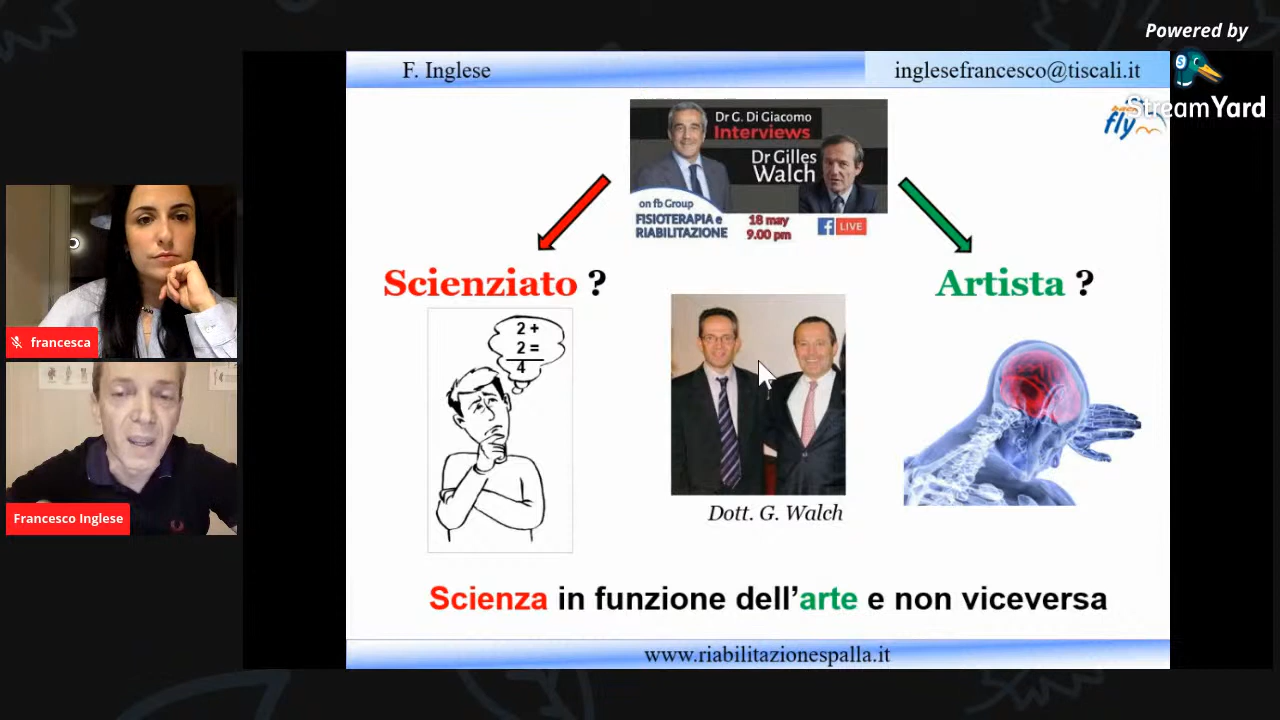 Powered by
StreamYard
F. Inglese
inglesefrancesco@tiscali.it
fly
Dr G. Di Giacomo
Interviews
Dr Gilles
Walch
on fb Group
FISIOTERAPIA e
RIABILITAZIONE
18 may
9.00 pm
LIVE
Scienziato ?
Artista ?
2 +
2 =
4
francesca
Francesco Inglese
Dott. G. Walch
Scienza in funzione dell’arte e non viceversa
www.riabilitazionespalla.it